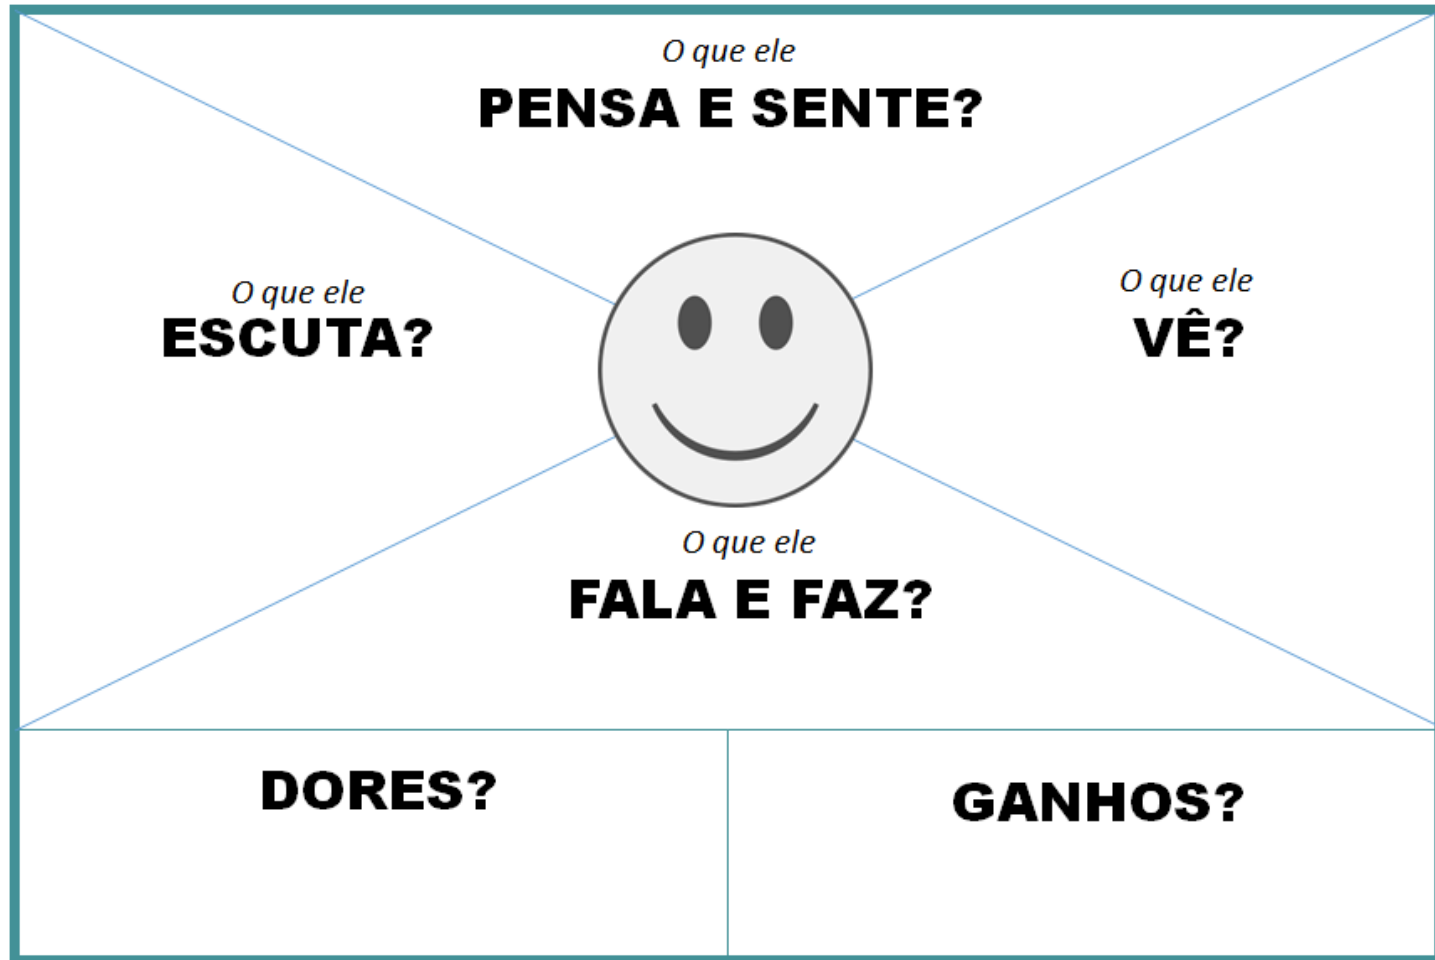 O que ele
PENSA E SENTE?
O que ele
ESCUTA?
O que ele
VÊ?
O que ele
FALA E FAZ?
DORES?
GANHOS?